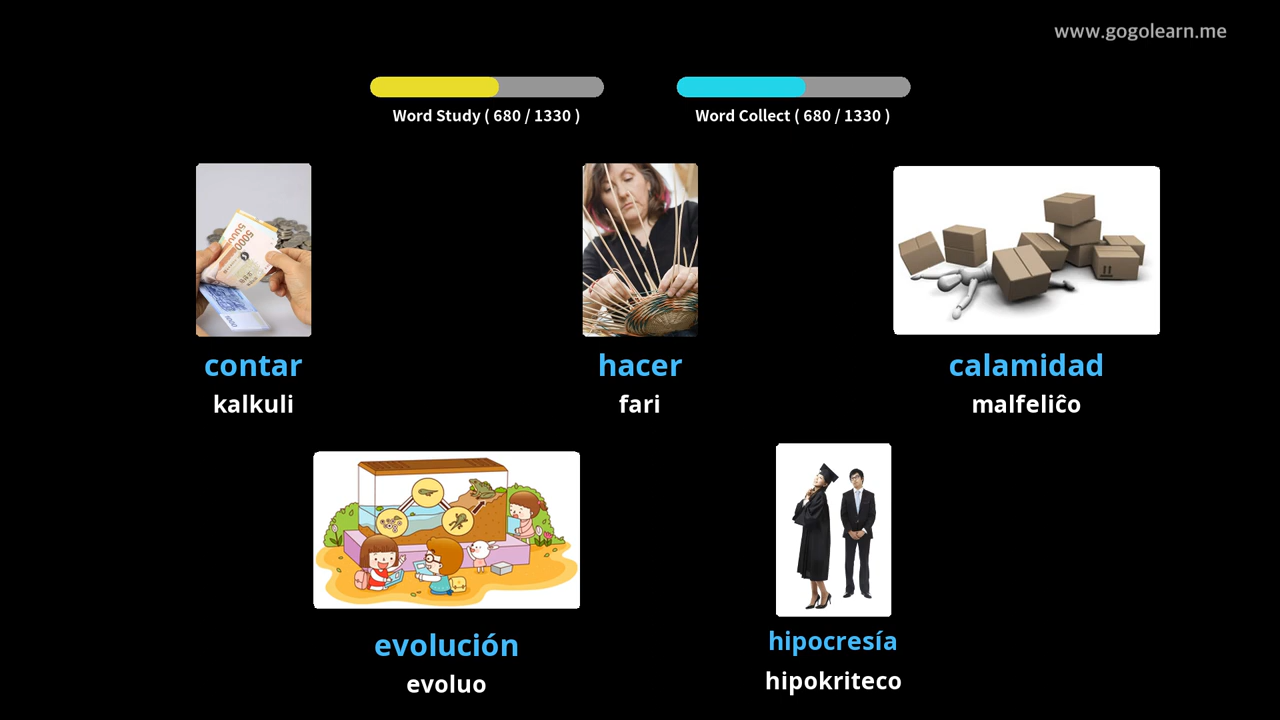 www.gogolearn.me
Word Study ( 680 / 1330 )
Word Collect ( 680 / 1330 )
contar
kalkuli
hacer
fari
calamidad
malfeliĉo
evolución
evoluo
hipocresía
hipokriteco